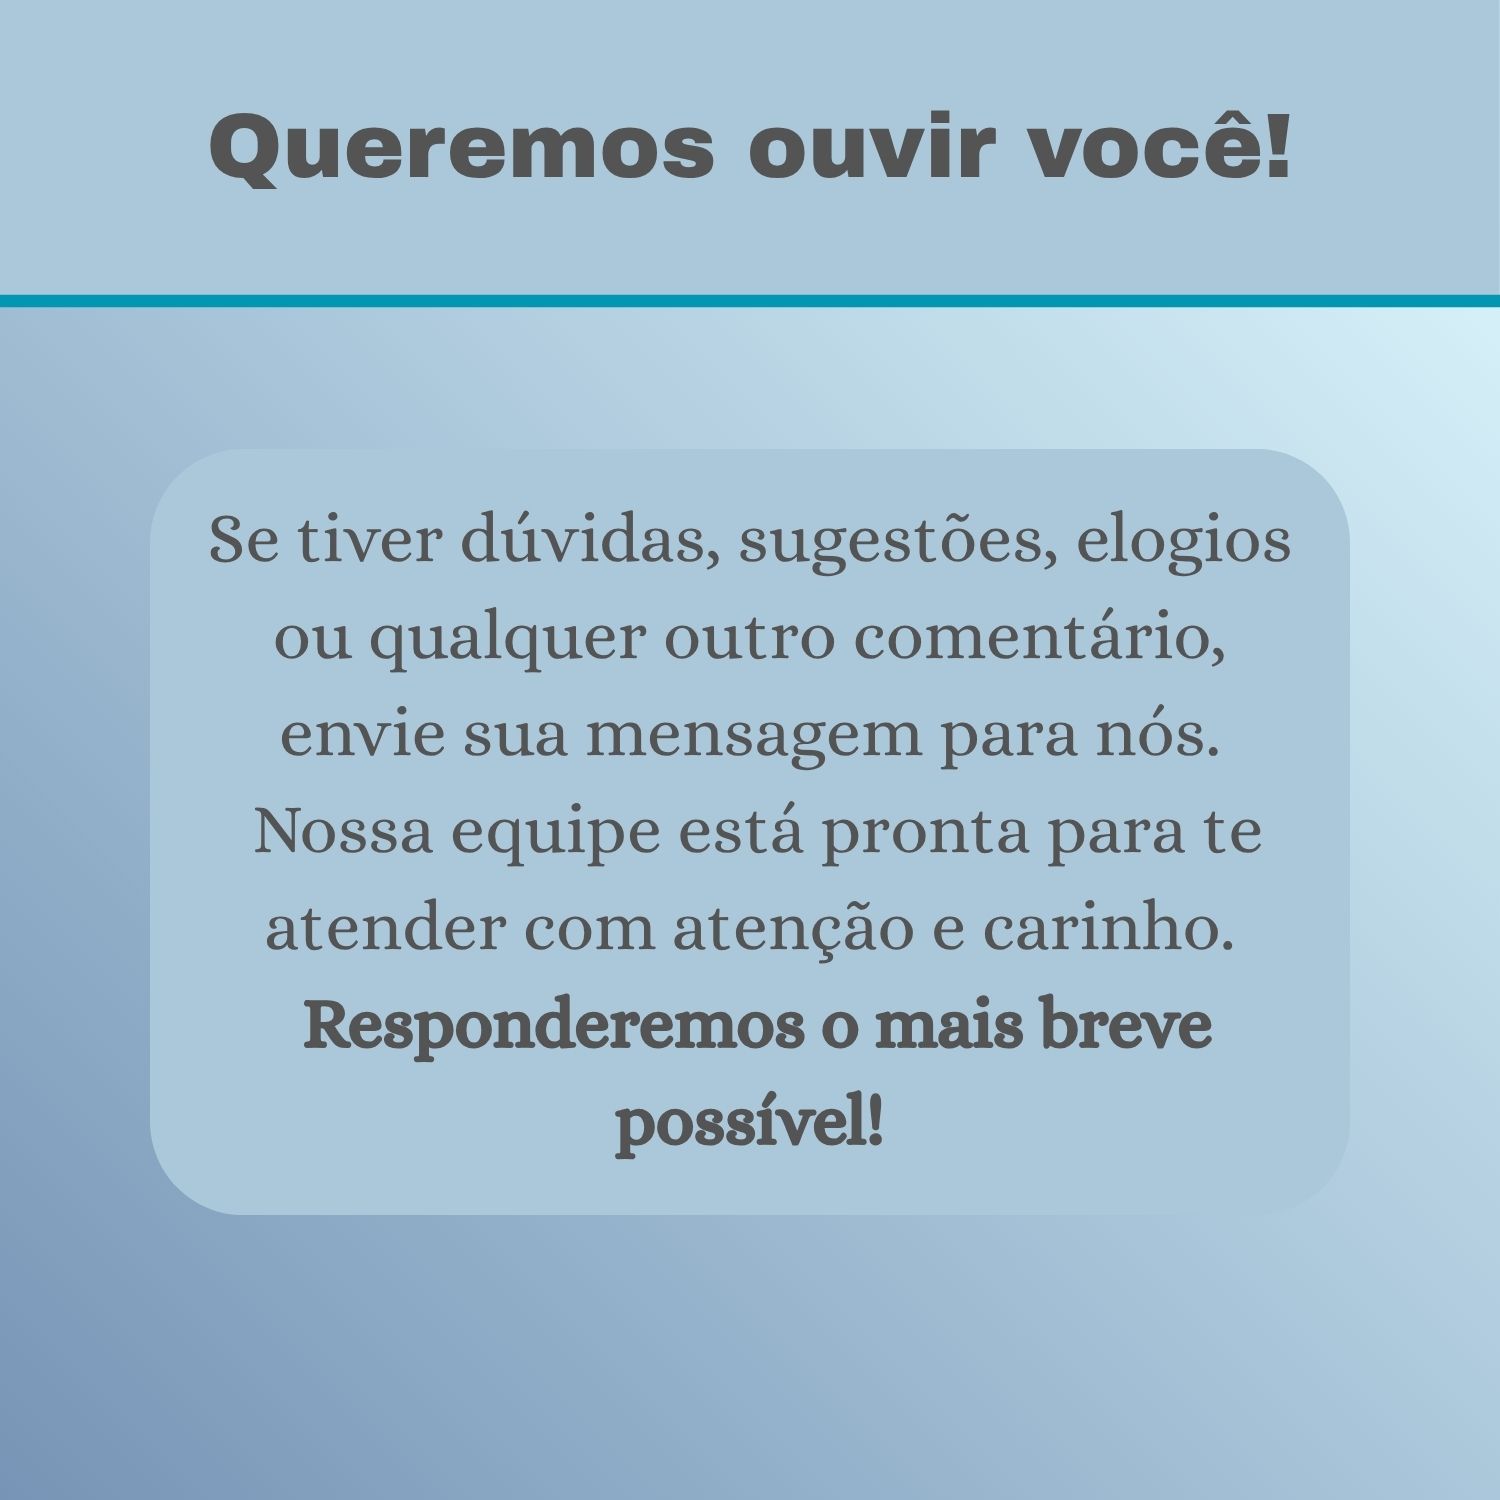 Queremos ouvir você!
Se tiver dúvidas, sugestões, elogios
ou qualquer outro comentário,
envie sua mensagem para nós.
Nossa equipe está pronta para te
atender com atenção e carinho.
Responderemos o mais breve
possível!